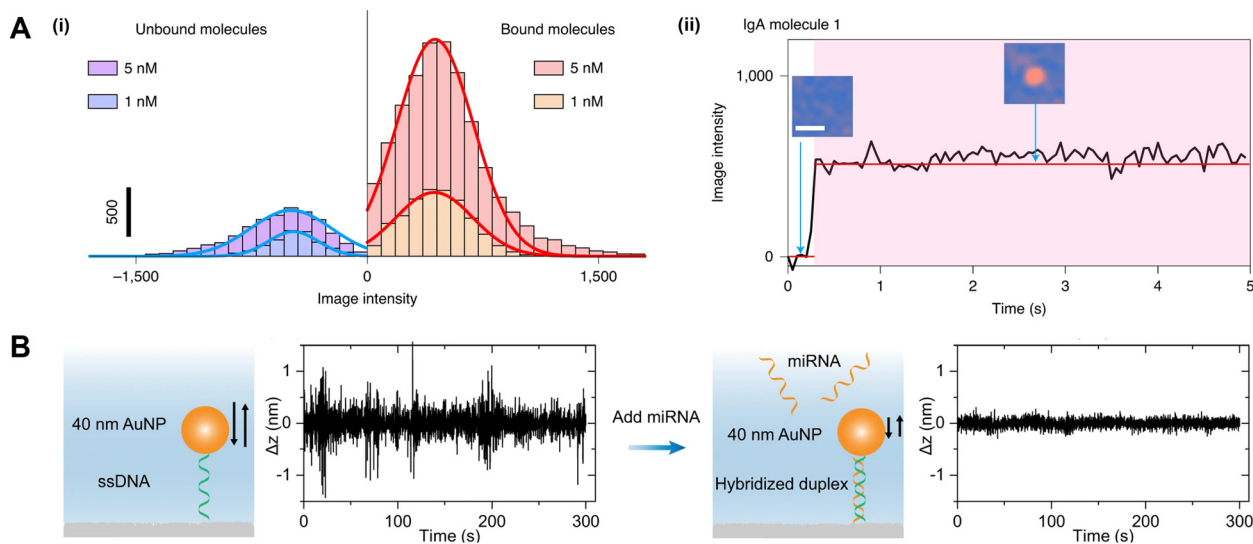 A
(i)
Unbound molecules
Bound molecules
5 nM
1 nM
5 nM
1 nM
500
−1,500
0
1,500
Image intensity
(ii)
IgA molecule 1
1,000
0
Image intensity
0
1
2
3
4
5
Time (s)
B
40 nm AuNP
ssDNA
Δz (nm)
1
0
-1
0
100
200
300
Time (s)
Add miRNA
miRNA
40 nm AuNP
Hybridized duplex
Δz (nm)
1
0
-1
0
100
200
300
Time (s)